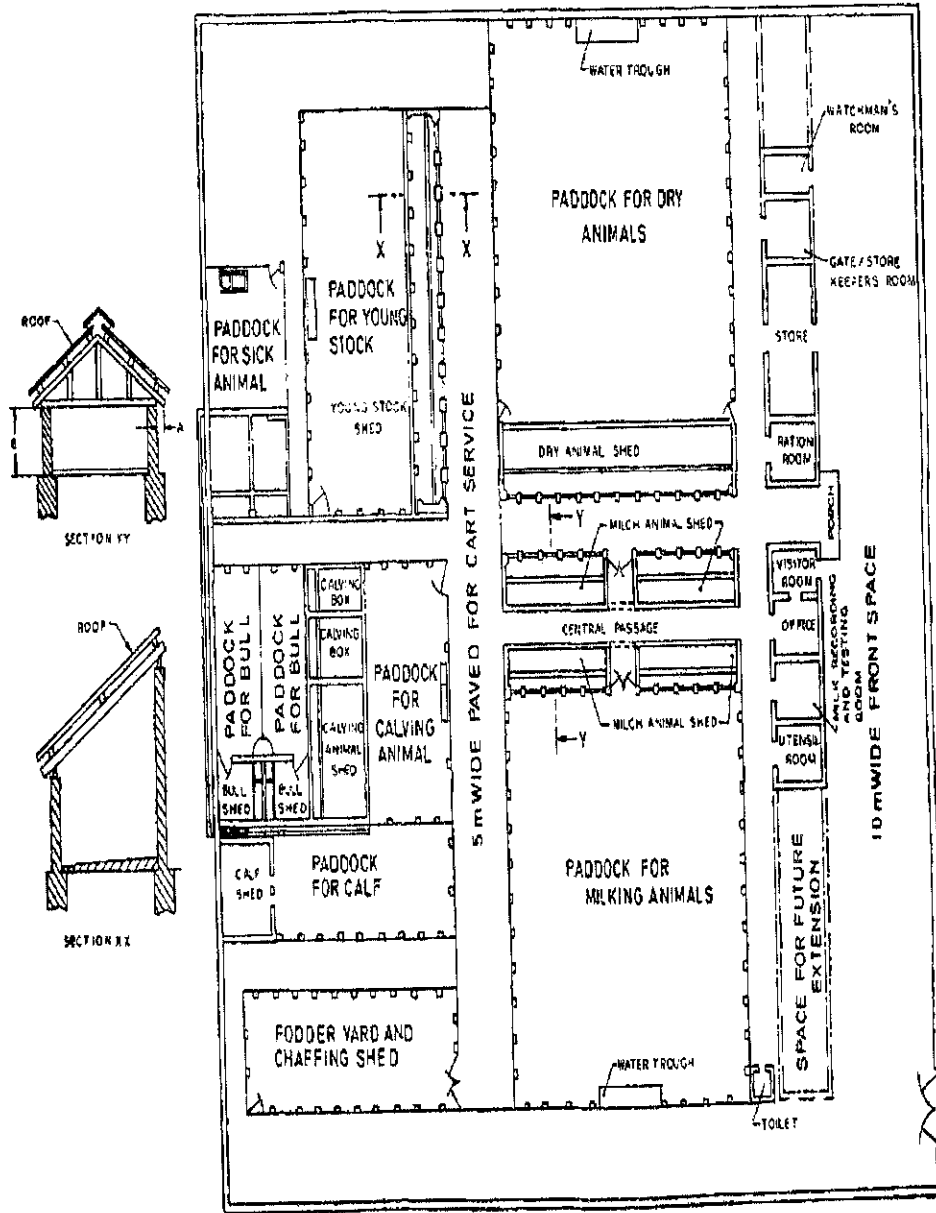 WATER TROUGH
WATCHMAN'S
ROOM
PADDOCK FOR DRY
ANIMALS
X
X
GATE/STORE
KEEPERS ROOM
PADDOCK
FOR YOUNG
STOCK
PADDOCK
FOR SICK
ANIMAL
ROOF
A
STORE
YOUNG STOCK
SHED
5 m WIDE PAVED FOR CART SERVICE
DRY ANIMAL SHED
RATION
ROOM
PORCH
SECTION YY
Y
MILCH ANIMAL SHED
VISITOR
ROOM
CALVING
BOX
OFFICE
CENTRAL PASSAGE
CALVING
BOX
PADDOCK
FOR BULL
PADDOCK
FOR BULL
PADDOCK
FOR
CALVING
ANIMAL
ROOF
MILK RECORDING
AND TESTING
ROOM
10 m WIDE FRONT SPACE
MILCH ANIMAL SHED
Y
CALVING
ANIMAL
SHED
UTENSIL
ROOM
BULL
SHED
BULL
SHED
PADDOCK
FOR CALF
CALF
SHED
PADDOCK FOR
MILKING ANIMALS
SECTION XX
SPACE FOR FUTURE
EXTENSION
FODDER YARD AND
CHAFFING SHED
WATER TROUGH
TOILET